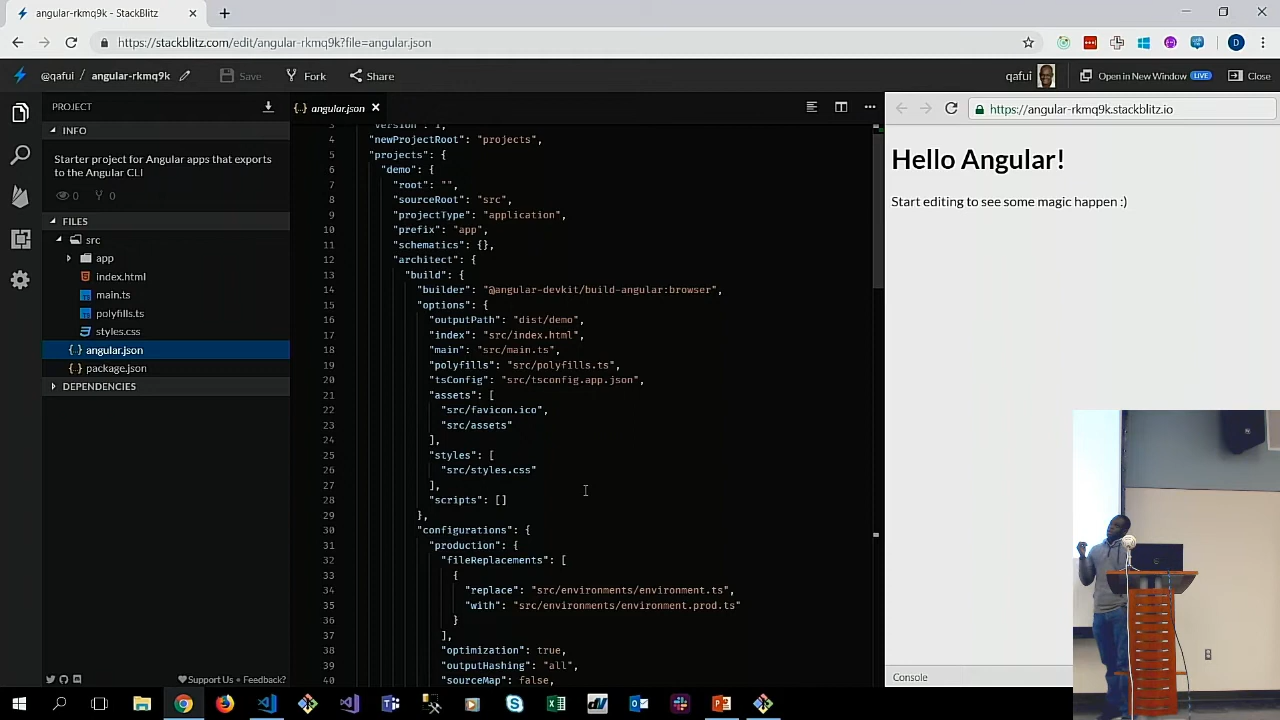 angular-rkmq9k - StackBlitz
https://stackblitz.com/edit/angular-rkmq9k?file=angular.json
D
@qafui / angular-rkmq9k
Save
Fork
Share
qafui
Open in New Window LIVE
Close
PROJECT
INFO
Starter project for Angular apps that exports
to the Angular CLI
0 0
FILES
src
app
index.html
main.ts
polyfills.ts
styles.css
angular.json
package.json
DEPENDENCIES
Support Us • Feedback?
angular.json
3 "version": 1,
4 "newProjectRoot": "projects",
5 "projects": {
6 "demo": {
7 "root": "",
8 "sourceRoot": "src",
9 "projectType": "application",
10 "prefix": "app",
11 "schematics": {},
12 "architect": {
13 "build": {
14 "builder": "@angular-devkit/build-angular:browser",
15 "options": {
16 "outputPath": "dist/demo",
17 "index": "src/index.html",
18 "main": "src/main.ts",
19 "polyfills": "src/polyfills.ts",
20 "tsConfig": "src/tsconfig.app.json",
21 "assets": [
22 "src/favicon.ico",
23 "src/assets"
24 ],
25 "styles": [
26 "src/styles.css"
27 ],
28 "scripts": []
29 },
30 "configurations": {
31 "production": {
32 "fileReplacements": [
33 {
34 "replace": "src/environments/environment.ts",
35 "with": "src/environments/environment.prod.ts"
36 }
37 ],
38 "optimization": true,
39 "outputHashing": "all",
40 "sourceMap": false,
https://angular-rkmq9k.stackblitz.io
Hello Angular!
Start editing to see some magic happen :)
Console